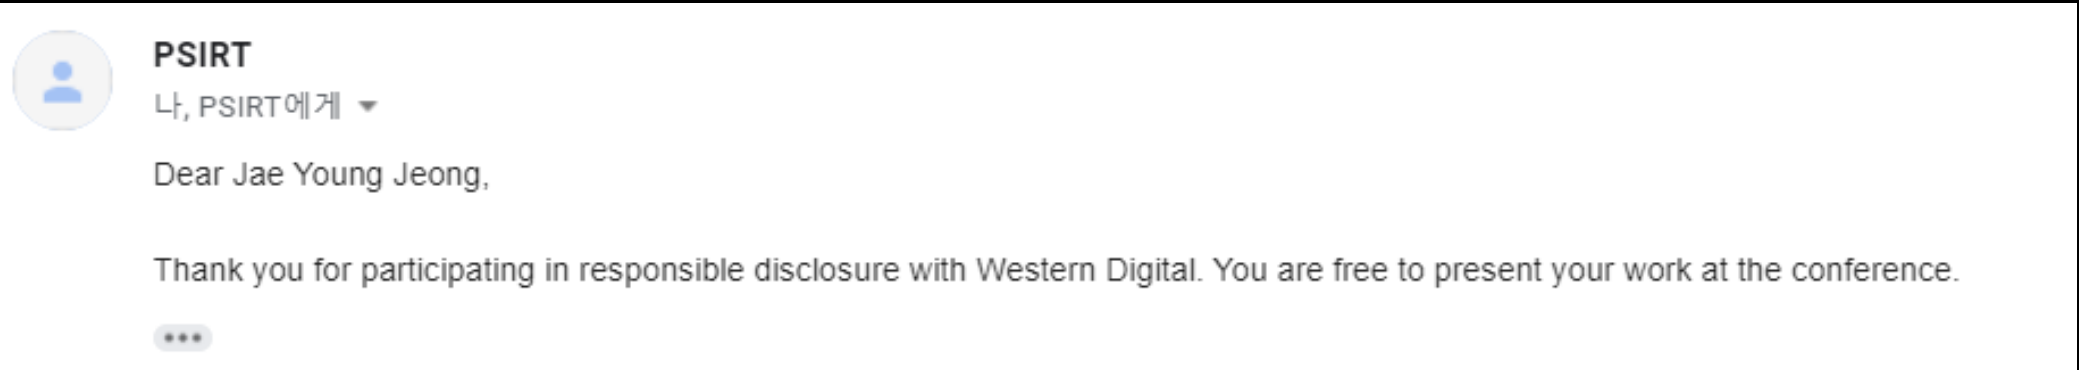 PSIRT
나, PSIRT에게
Dear Jae Young Jeong,
Thank you for participating in responsible disclosure with Western Digital. You are free to present your work at the conference.